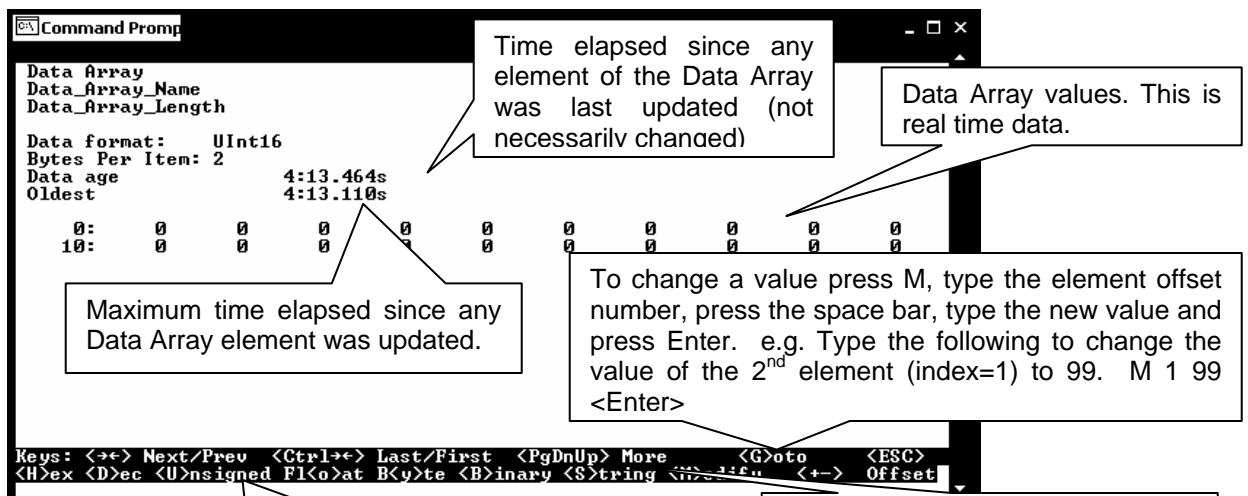 Command Promp
Time elapsed since any
element of the Data Array
was last updated (not
necessarily changed)
Data Array values. This is
real time data.
Data Array
Data_Array_Name
Data_Array_Length
Data format: UInt16
Bytes Per Item: 2
Data age 4:13.464s
Oldest 4:13.110s
0: 0 0 0 0 0 0 0 0 0 0
10: 0 0 0 0 0 0 0 0 0
Maximum time elapsed since any
Data Array element was updated.
To change a value press M, type the element offset
number, press the space bar, type the new value and
press Enter. e.g. Type the following to change the
value of the 2nd element (index=1) to 99. M 1 99
<Enter>
Keys: <→←> Next/Prev <Ctrl→←> Last/First <PgDnUp> More <G>oto <ESC>
<H>ex <D>ec <U>nsigned Fl<o>at B<y>te <B>inary <S>tring <M>odify <+-> Offset